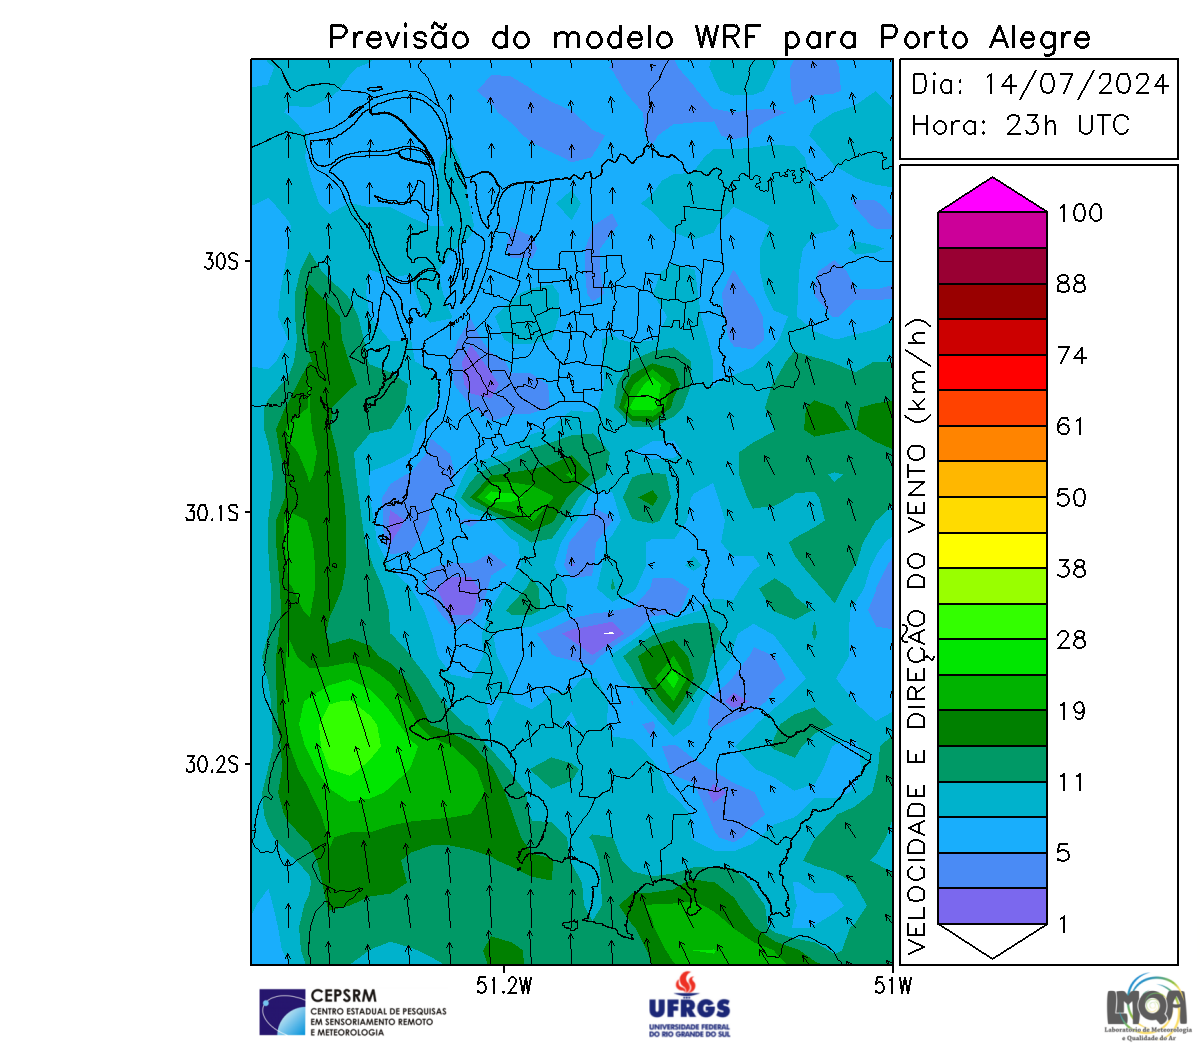 Previsão do modelo WRF para Porto Alegre
Dia: 14/07/2024
Hora: 23h UTC
VELOCIDADE E DIREÇÃO DO VENTO (km/h)
100
88
74
61
50
38
28
19
11
5
1
30S
30.1S
30.2S
51.2W
51W
CEPSRM
CENTRO ESTADUAL DE PESQUISAS
EM SENSORIAMENTO REMOTO
E METEOROLOGIA
UFRGS
UNIVERSIDADE FEDERAL
DO RIO GRANDE DO SUL
LMQA
Laboratório de Meteorologia
e Qualidade do Ar